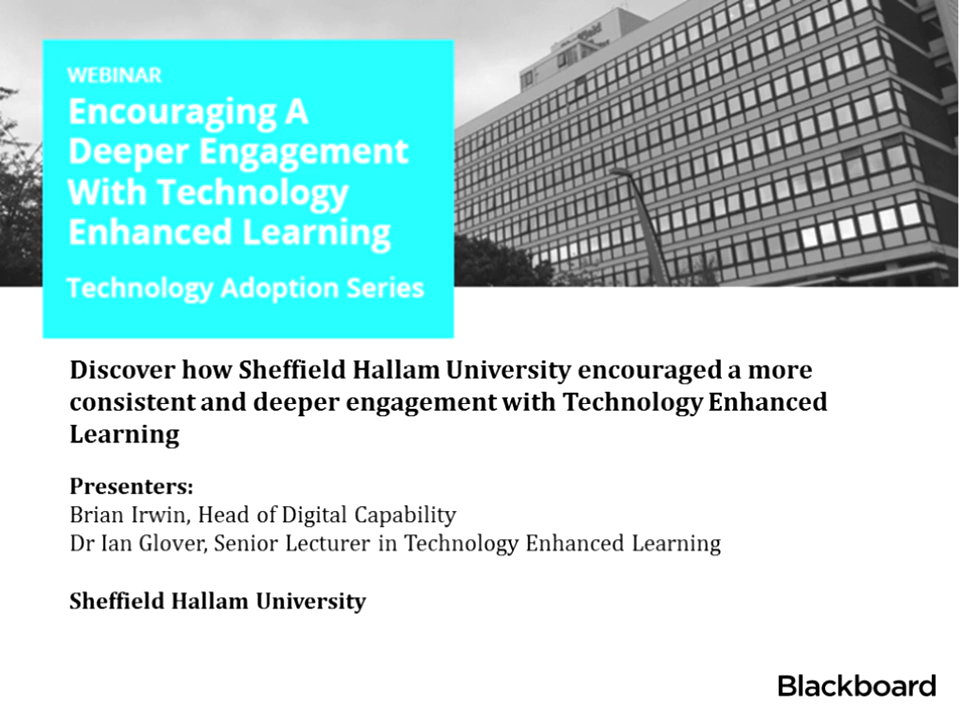 WEBINAR
Encouraging A
Deeper Engagement
With Technology
Enhanced Learning
Technology Adoption Series
Discover how Sheffield Hallam University encouraged a more
consistent and deeper engagement with Technology Enhanced
Learning
Presenters:
Brian Irwin, Head of Digital Capability
Dr Ian Glover, Senior Lecturer in Technology Enhanced Learning
Sheffield Hallam University
Blackboard